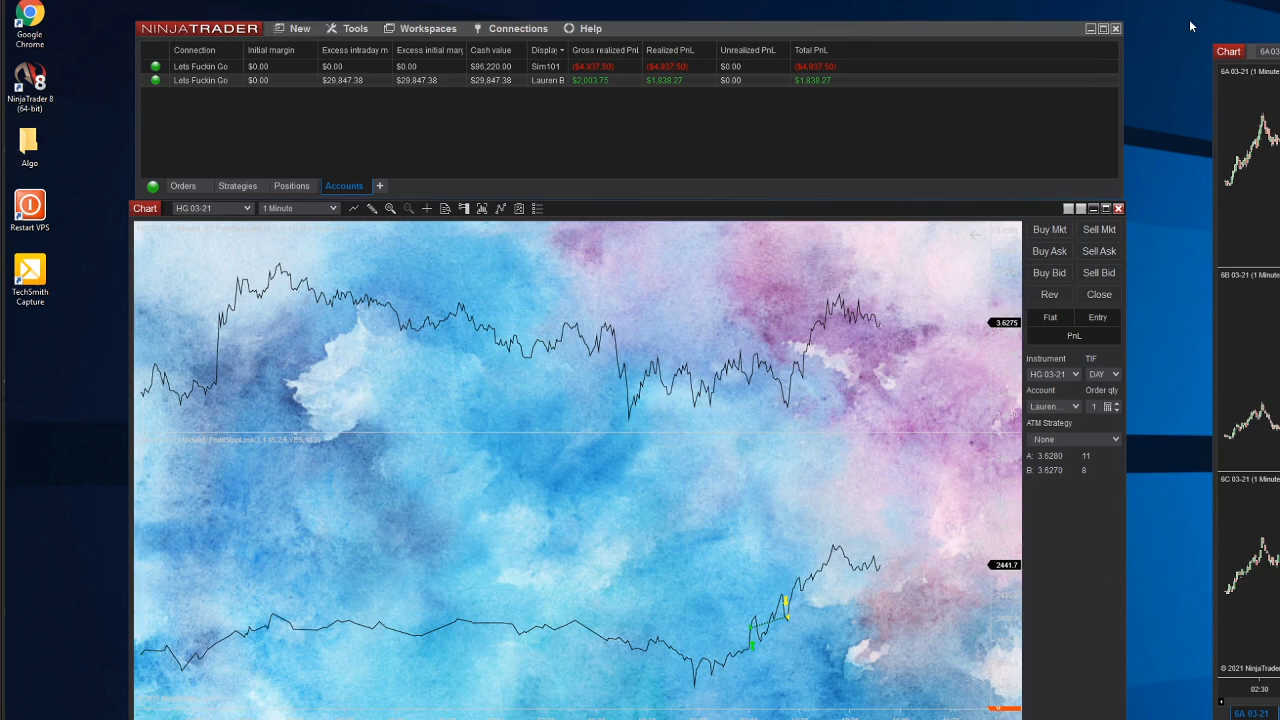 Google
Chrome
NinjaTrader 8
(64-bit)
Algo
Restart VPS
TechSmith
Capture
NINJATRADER New Tools Workspaces Connections Help
Connection Initial margin Excess intraday m Excess initial marg Cash value Displa Gross realized PnL Realized PnL Unrealized PnL Total PnL
Lets Fuckin Go $0.00 $0.00 $0.00 $96,220.00 Sim101 ($4,937.50) ($4,937.50) $0.00 ($4,937.50)
Lets Fuckin Go $0.00 $29,847.38 $29,847.38 $29,847.38 Lauren B $2,003.75 $1,838.27 $0.00 $1,838.27
Orders Strategies Positions Accounts +
Chart HG 03-21 1 Minute
Buy Mkt Sell Mkt
Buy Ask Sell Ask
Buy Bid Sell Bid
Rev Close
Flat Entry
PnL
Instrument TIF
HG 03-21 DAY
Account Order qty
Lauren... 1
ATM Strategy
None
A: 3.6280 11
B: 3.6270 8
3.6275
2441.7
Chart 6A 03
6A 03-21 (1 Minute
6B 03-21 (1 Minute
6C 03-21 (1 Minute
© 2021 NinjaTrader
02:30
6A 03-21